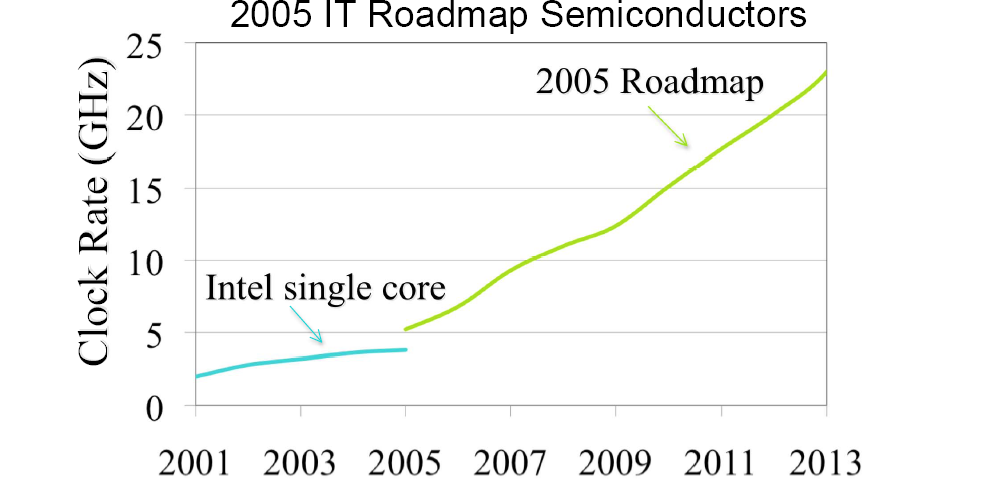 2005 IT Roadmap Semiconductors
Clock Rate (GHz)
25
20
15
10
5
0
2005 Roadmap
Intel single core
2001 2003 2005 2007 2009 2011 2013